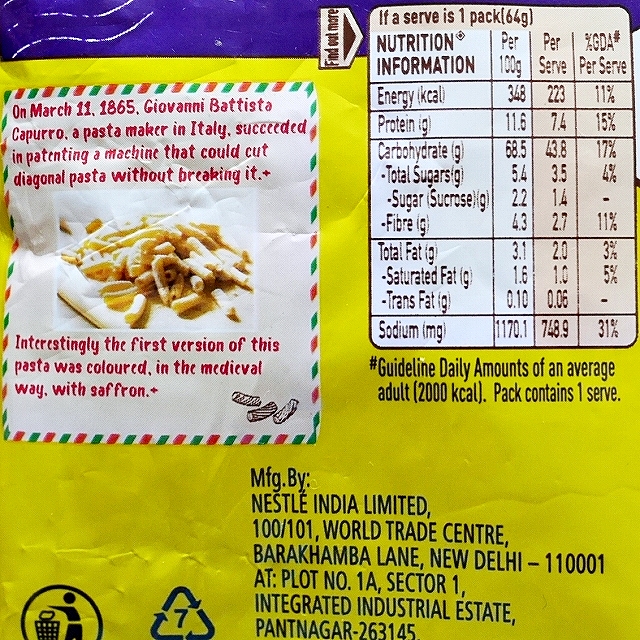 Find out more
On March 11, 1865, Giovanni Battista
Capurro, a pasta maker in Italy, succeeded
in patenting a machine that could cut
diagonal pasta without breaking it.+
Interestingly the first version of this
pasta was coloured, in the medieval
way, with saffron.+
If a serve is 1 pack(64g)
NUTRITION INFORMATION Per 100g Per Serve %GDA# Per Serve
Energy (kcal) 348 223 11%
Protein (g) 11.6 7.4 15%
Carbohydrate (g) 68.5 43.8 17%
-Total Sugars(g) 5.4 3.5 4%
-Sugar (Sucrose)(g) 2.2 1.4 -
-Fibre (g) 4.3 2.7 11%
Total Fat (g) 3.1 2.0 3%
-Saturated Fat (g) 1.6 1.0 5%
-Trans Fat (g) 0.10 0.06 -
Sodium (mg) 1170.1 748.9 31%
#Guideline Daily Amounts of an average
adult (2000 kcal). Pack contains 1 serve.
Mfg.By:
NESTLÉ INDIA LIMITED,
100/101, WORLD TRADE CENTRE,
BARAKHAMBA LANE, NEW DELHI – 110001
AT: PLOT NO. 1A, SECTOR 1,
INTEGRATED INDUSTRIAL ESTATE,
PANTNAGAR-263145,
7